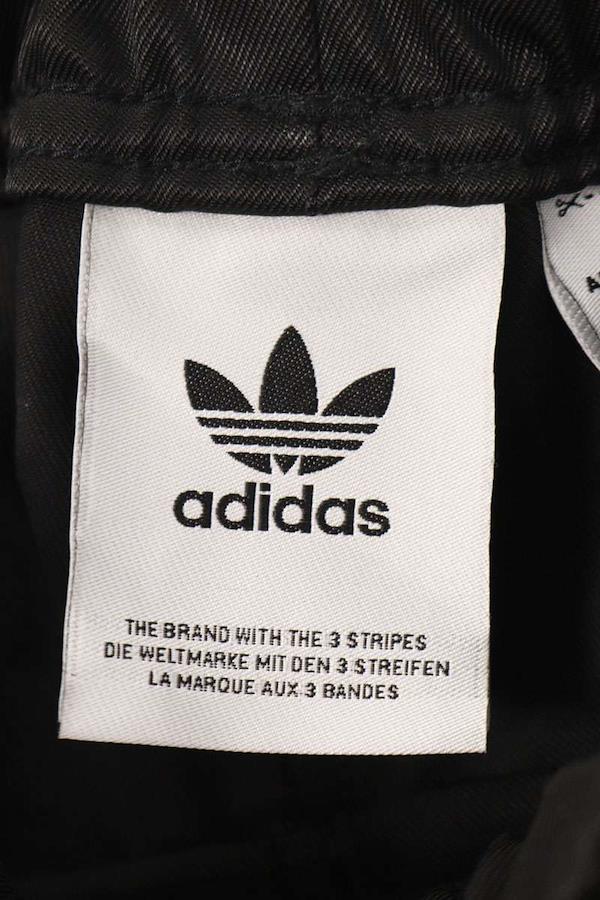 adidas
THE BRAND WITH THE 3 STRIPES
DIE WELTMARKE MIT DEN 3 STREIFEN
LA MARQUE AUX 3 BANDES